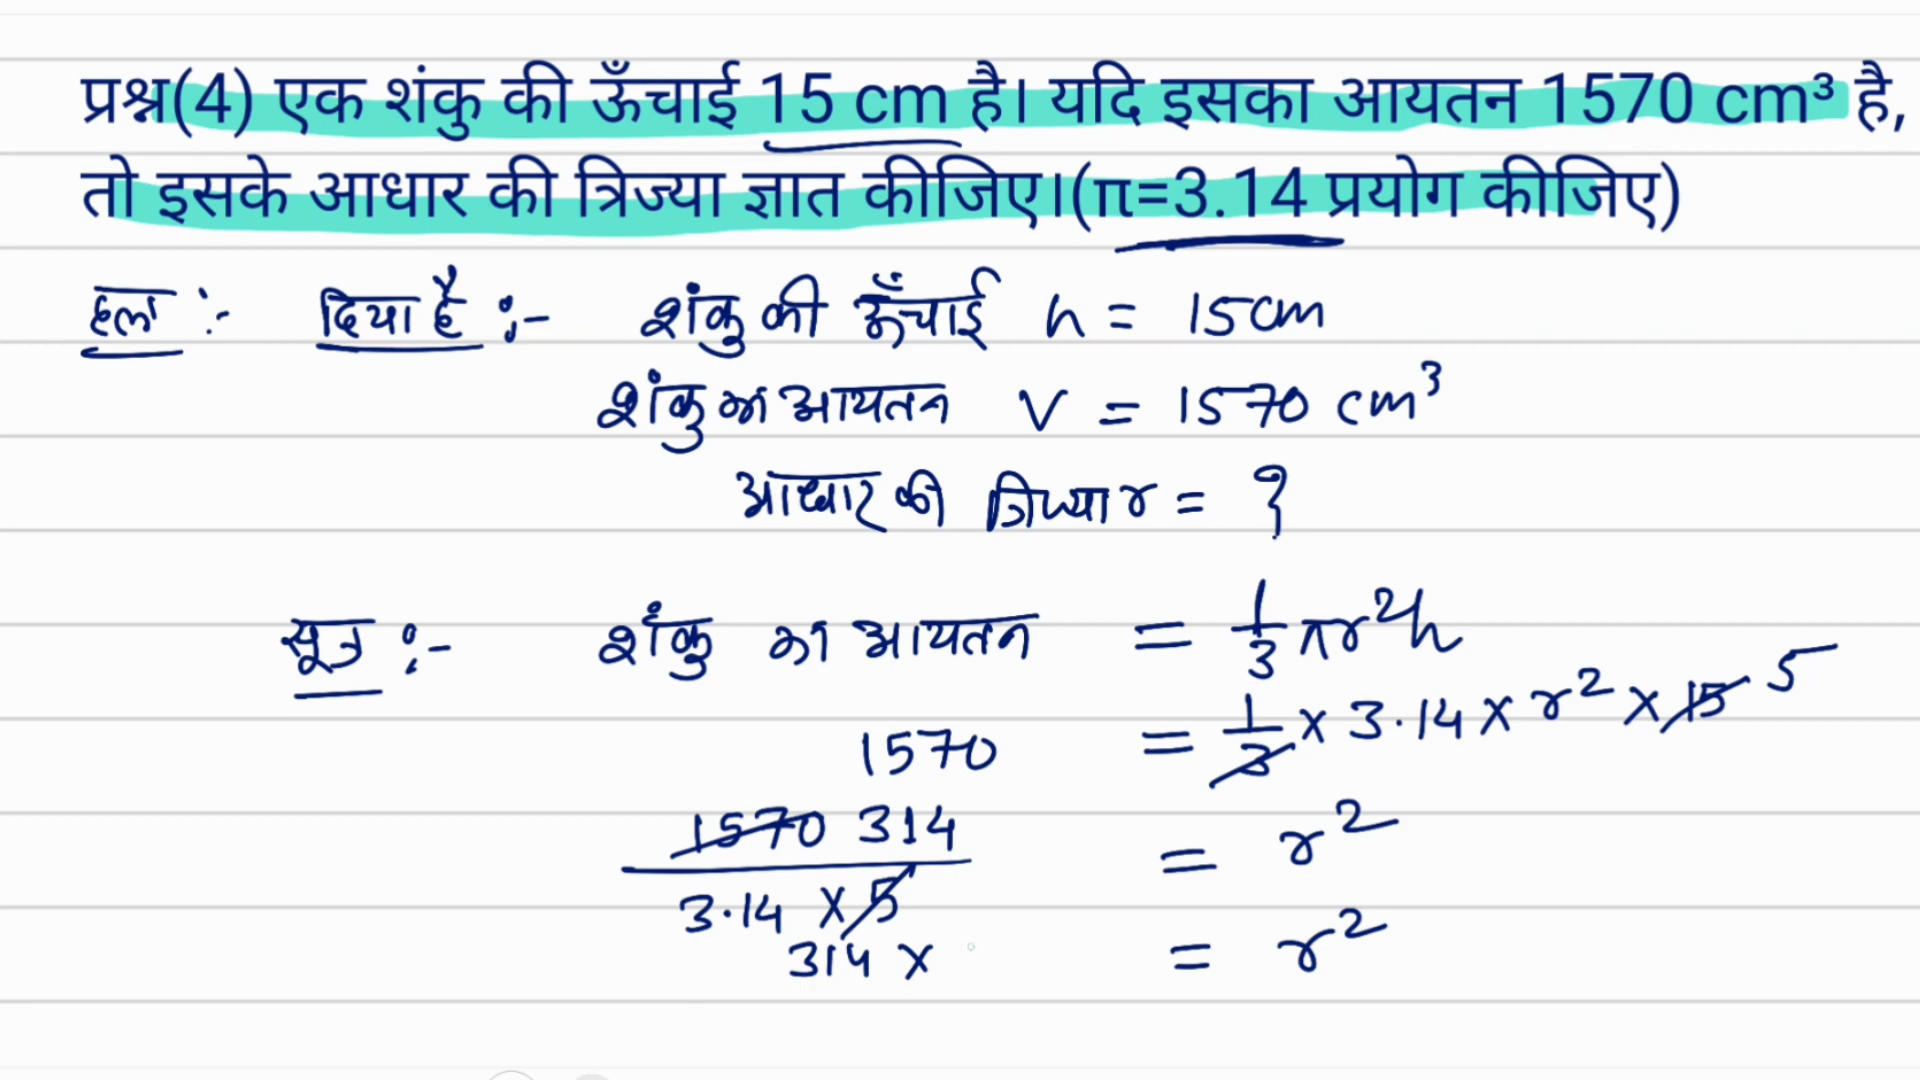 प्रश्न(4) एक शंकु की ऊँचाई 15 cm है। यदि इसका आयतन 1570 cm³ है,
तो इसके आधार की त्रिज्या ज्ञात कीजिए।(π=3.14 प्रयोग कीजिए)
हल :- दिया है :- शंकु की ऊँचाई h = 15cm
शंकु का आयतन V = 1570 cm³
आधार की त्रिज्या r = ?
सूत्र :- शंकु का आयतन = 1/3 πr²h
1570 = 1/3 × 3.14 × r² × 15 5
1570 314 / 3.14 × 5 = r²
314 × = r²